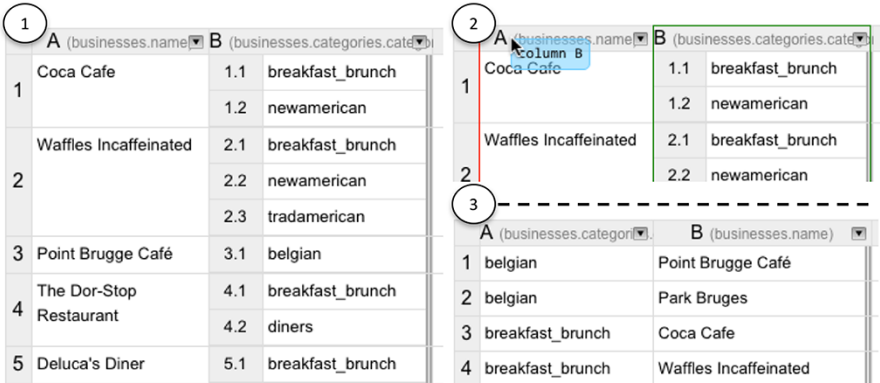 1
A (businesses.name) B (businesses.categories.categor
1 Coca Cafe 1.1 breakfast_brunch
1.2 newamerican
2 Waffles Incaffeinated 2.1 breakfast_brunch
2.2 newamerican
2.3 tradamerican
3 Point Brugge Café 3.1 belgian
4 The Dor-Stop Restaurant 4.1 breakfast_brunch
4.2 diners
5 Deluca's Diner 5.1 breakfast_brunch
2
A (businesses.name) B (businesses.categories.categor
Column B
1 Coca Cafe 1.1 breakfast_brunch
1.2 newamerican
2 Waffles Incaffeinated 2.1 breakfast_brunch
2.2 newamerican
3
A (businesses.categori... B (businesses.name)
1 belgian Point Brugge Café
2 belgian Park Bruges
3 breakfast_brunch Coca Cafe
4 breakfast_brunch Waffles Incaffeinated